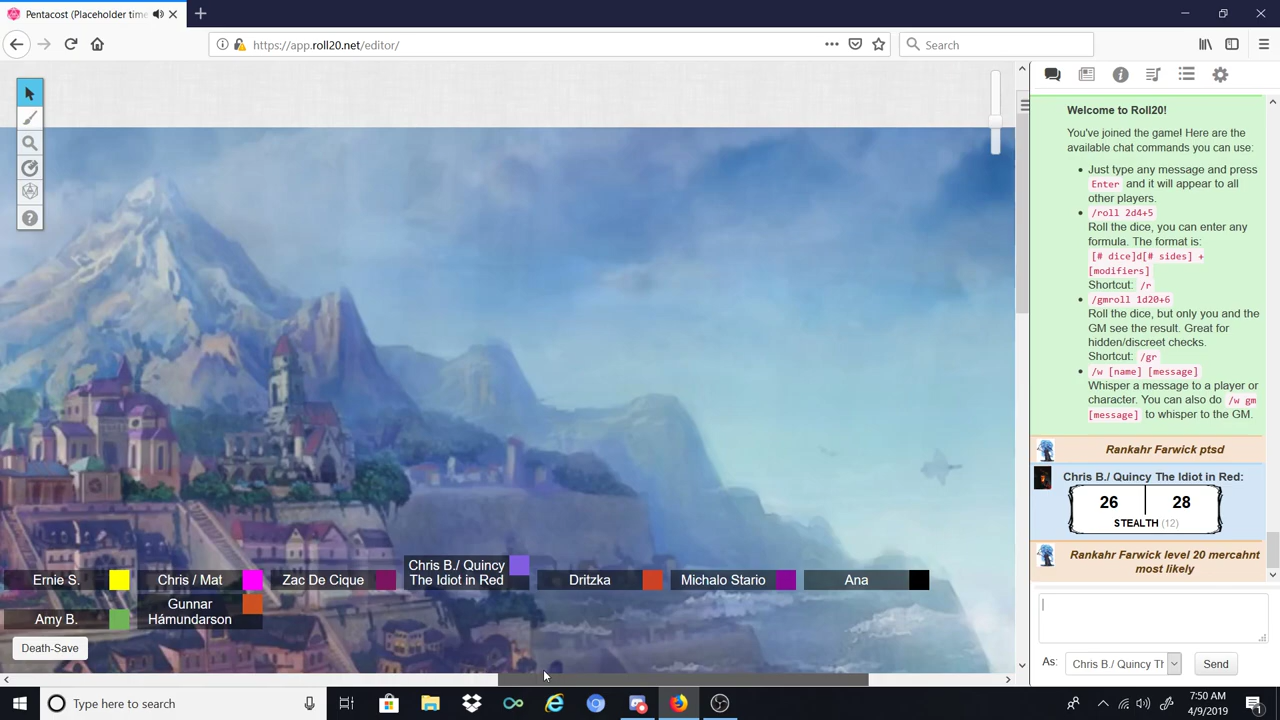 Pentacost (Placeholder time
https://app.roll20.net/editor/
Search
Welcome to Roll20!
You've joined the game! Here are the
available chat commands you can use:
Just type any message and press
Enter and it will appear to all
other players.
/roll 2d4+5
Roll the dice, you can enter any
formula. The format is:
[# dice]d[# sides] +
[modifiers]
Shortcut: /r
/gmroll 1d20+6
Roll the dice, but only you and the
GM see the result. Great for
hidden/discreet checks.
Shortcut: /gr
/w [name] [message]
Whisper a message to a player or
character. You can also do /w gm
[message] to whisper to the GM.
Rankahr Farwick ptsd
Chris B./ Quincy The Idiot in Red:
26 28
STEALTH (12)
Rankahr Farwick level 20 mercahnt
most likely
As: Chris B./ Quincy Th
Send
Ernie S.
Chris / Mat
Zac De Cique
Chris B./ Quincy
The Idiot in Red
Dritzka
Michalo Stario
Ana
Amy B.
Gunnar
Hámundarson
Death-Save
Type here to search
7:50 AM
4/9/2019